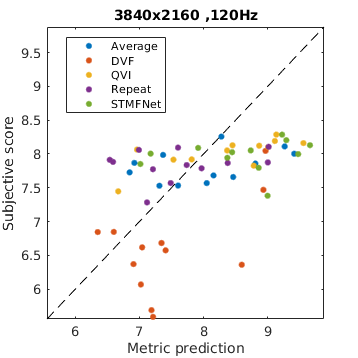 3840x2160 ,120Hz
Average
DVF
QVI
Repeat
STMFNet
Subjective score
9.5
9
8.5
8
7.5
7
6.5
6
6
7
8
9
Metric prediction